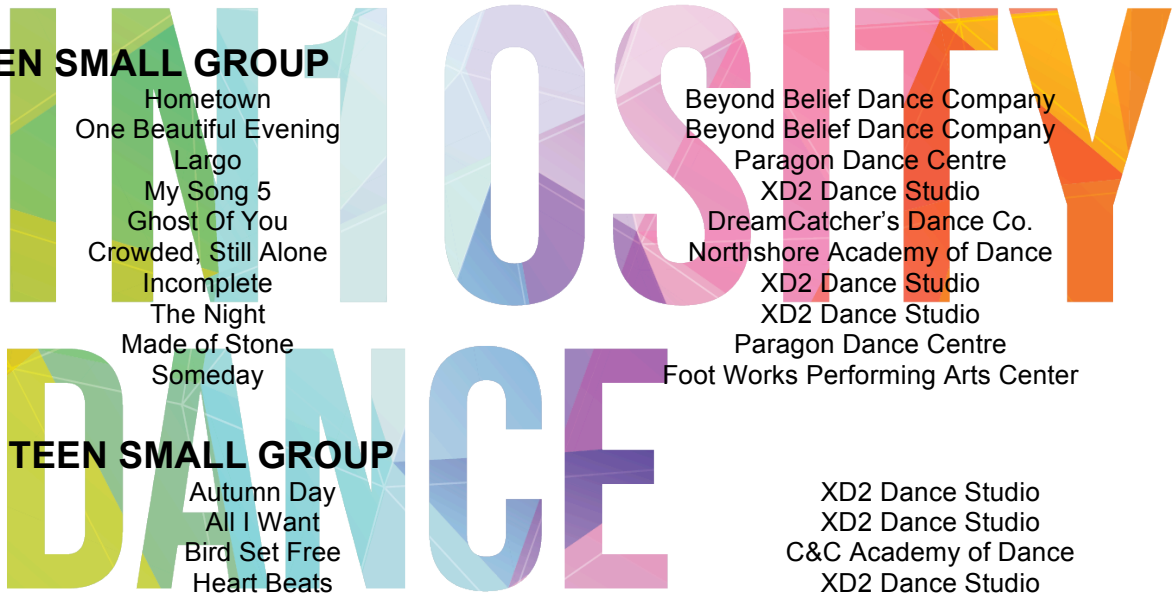 IN10SITY
DANCE
EN SMALL GROUP
Hometown Beyond Belief Dance Company
One Beautiful Evening Beyond Belief Dance Company
Largo Paragon Dance Centre
My Song 5 XD2 Dance Studio
Ghost Of You DreamCatcher’s Dance Co.
Crowded, Still Alone Northshore Academy of Dance
Incomplete XD2 Dance Studio
The Night XD2 Dance Studio
Made of Stone Paragon Dance Centre
Someday Foot Works Performing Arts Center
TEEN SMALL GROUP
Autumn Day XD2 Dance Studio
All I Want XD2 Dance Studio
Bird Set Free C&C Academy of Dance
Heart Beats XD2 Dance Studio